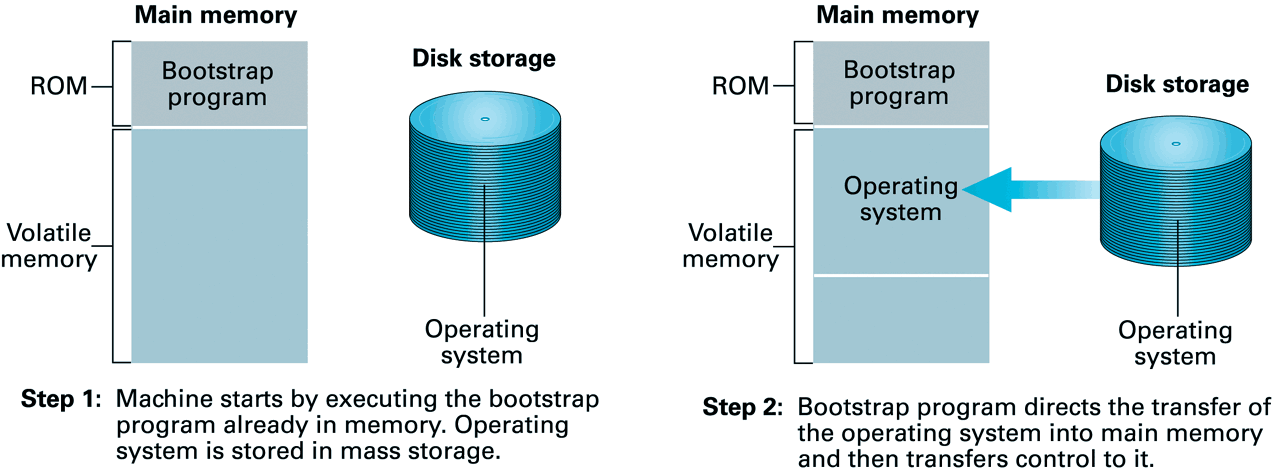 Main memory
ROM
Bootstrap
program
Disk storage
Volatile
memory
Operating
system
Step 1: Machine starts by executing the bootstrap
program already in memory. Operating
system is stored in mass storage.
Main memory
ROM
Bootstrap
program
Disk storage
Operating
system
Volatile
memory
Operating
system
Step 2: Bootstrap program directs the transfer of
the operating system into main memory
and then transfers control to it.